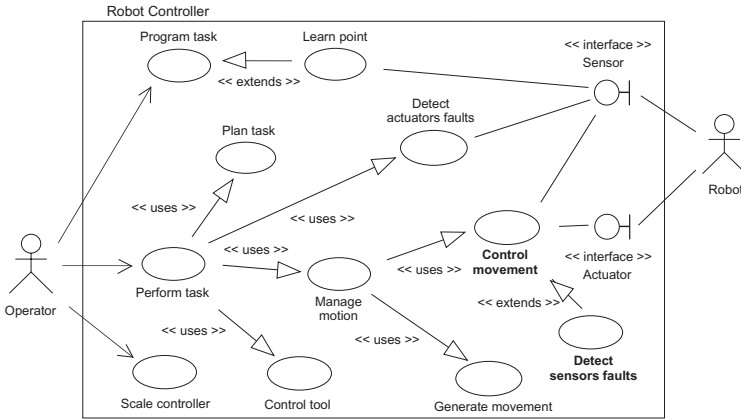 Robot Controller
Program task
Learn point
<< interface >>
Sensor
<< extends >>
Detect
actuators faults
Plan task
Robot
<< uses >>
<< uses >>
<< uses >>
<< uses >>
Control
movement
<< interface >>
Actuator
Operator
Perform task
Manage
motion
<< extends >>
<< uses >>
<< uses >>
Detect
sensors faults
Scale controller
Control tool
Generate movement